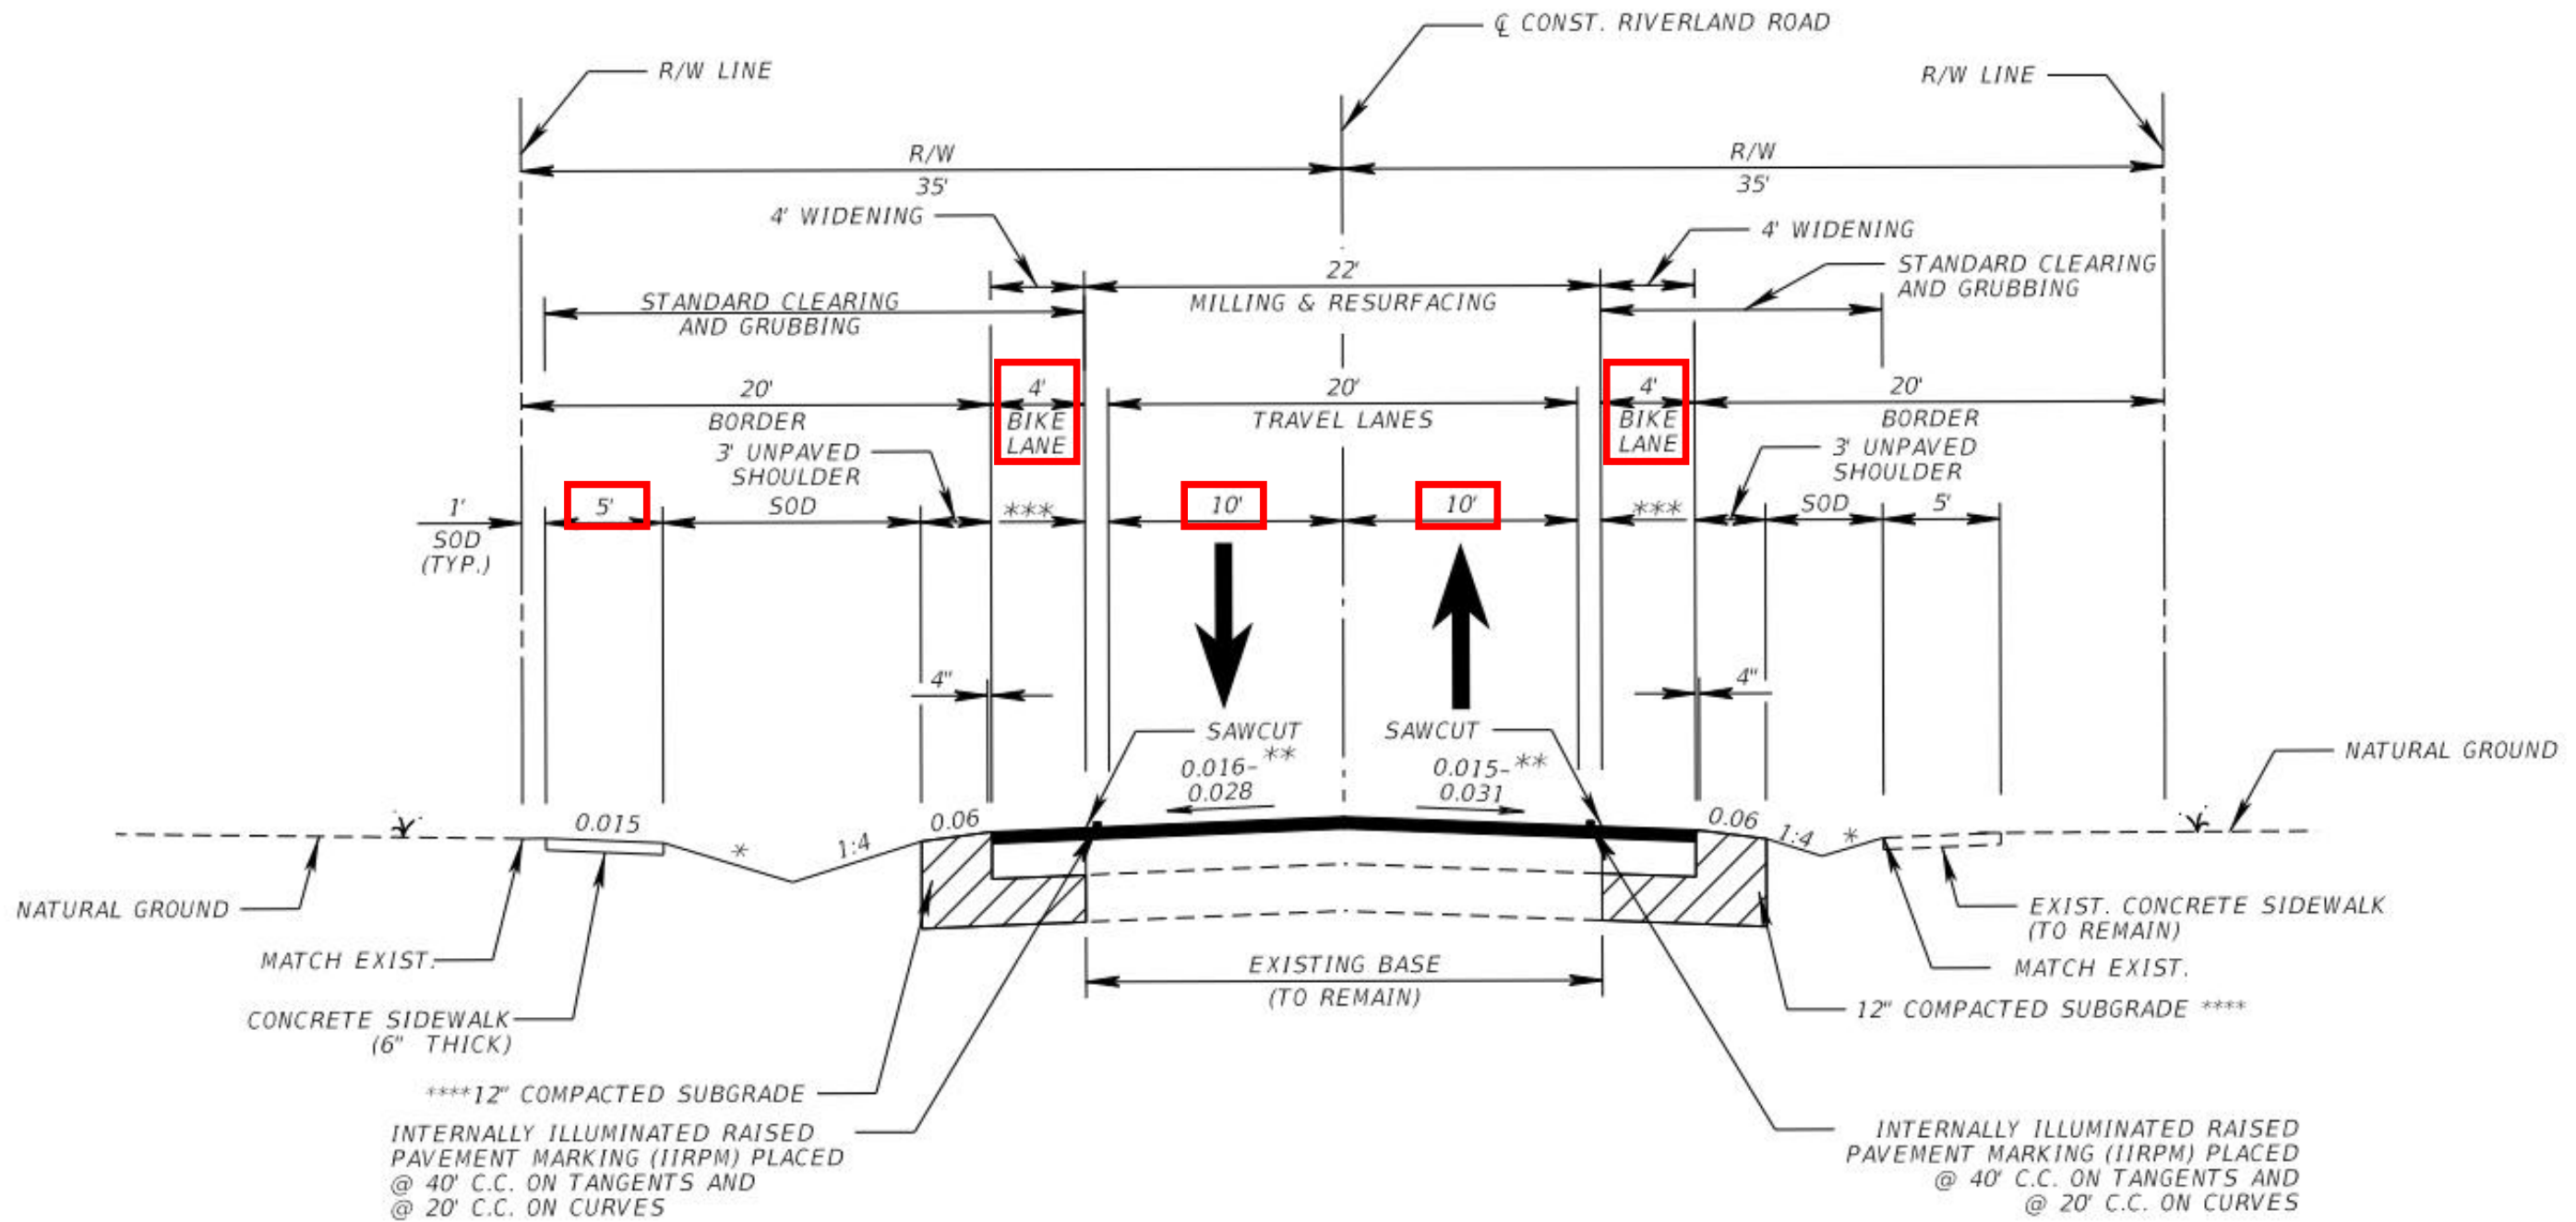 ℄ CONST. RIVERLAND ROAD
R/W LINE
R/W LINE
R/W
35'
R/W
35'
4' WIDENING
4' WIDENING
22'
MILLING & RESURFACING
STANDARD CLEARING
AND GRUBBING
STANDARD CLEARING
AND GRUBBING
20'
BORDER
4'
BIKE
LANE
20'
TRAVEL LANES
4'
BIKE
LANE
20'
BORDER
3' UNPAVED
SHOULDER
3' UNPAVED
SHOULDER
1'
SOD
(TYP.)
5'
SOD
***
10'
10'
***
SOD
5'
4"
4"
SAWCUT
SAWCUT
0.016-**
0.028
0.015-**
0.031
NATURAL GROUND
0.015
*
1:4
0.06
0.06
1:4
*
NATURAL GROUND
MATCH EXIST.
CONCRETE SIDEWALK
(6" THICK)
EXISTING BASE
(TO REMAIN)
EXIST. CONCRETE SIDEWALK
(TO REMAIN)
MATCH EXIST.
12" COMPACTED SUBGRADE ****
****12" COMPACTED SUBGRADE
INTERNALLY ILLUMINATED RAISED
PAVEMENT MARKING (IIRPM) PLACED
@ 40' C.C. ON TANGENTS AND
@ 20' C.C. ON CURVES
INTERNALLY ILLUMINATED RAISED
PAVEMENT MARKING (IIRPM) PLACED
@ 40' C.C. ON TANGENTS AND
@ 20' C.C. ON CURVES